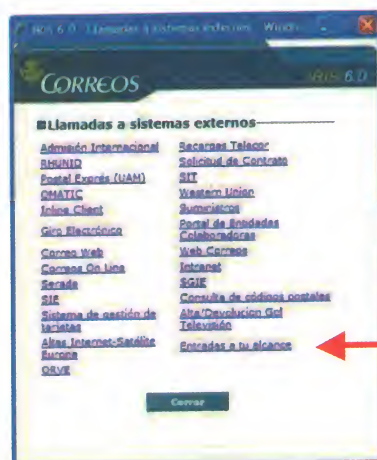 IRIS 6.0 - Llamadas a sistemas externos - Windo
CORREOS
IRIS 6.0
Llamadas a sistemas externos
Admisión Internacional
Recargas Telecor
RHUNID
Solicitud de Contrato
Postal Exprés (UAM)
SIT
OMATIC
Western Union
Inline Client
Suministros
Giro Electrónico
Portal de Entidades
Colaboradoras
Correo Web
Web Correos
Correos On Line
Intranet
Serade
SGIE
SIE
Consulta de códigos postales
Sistema de gestión de
tarjetas
Alta/Devolucion Gol
Televisión
Altas Internet-Satélite
Europa
Entradas a tu alcance
ORVE
Cerrar